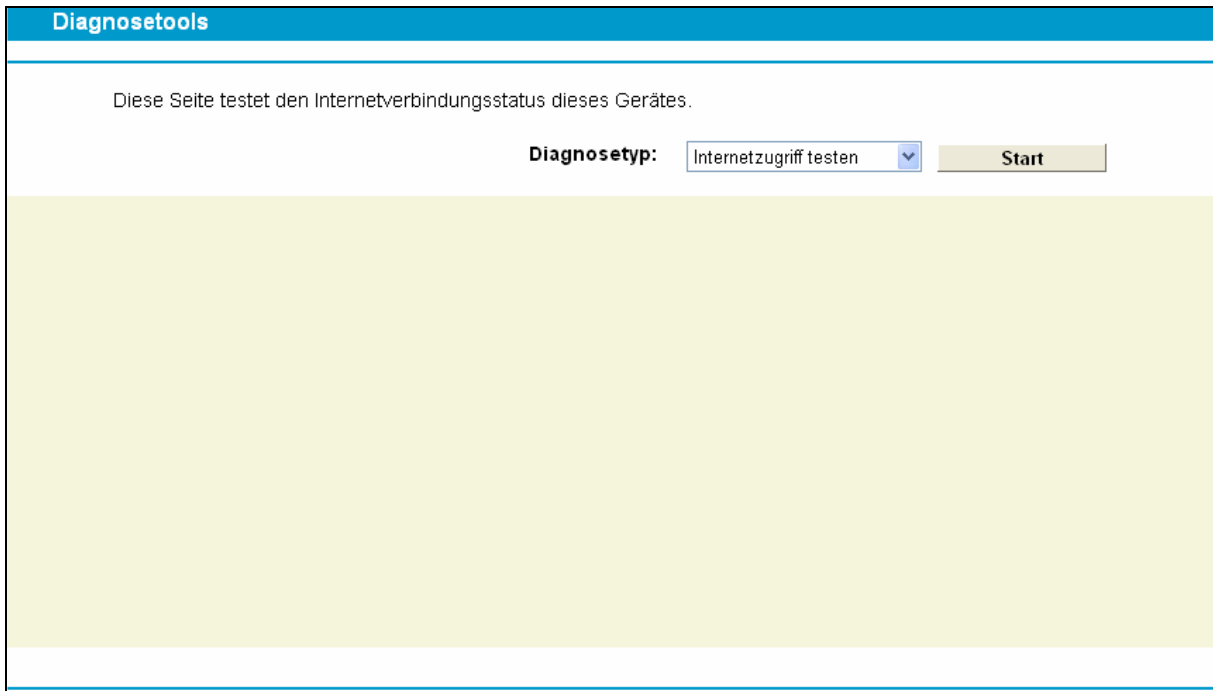 Diagnosetools
Diese Seite testet den Internetverbindungsstatus dieses Gerätes.
Diagnosetyp: Internetzugriff testen Start